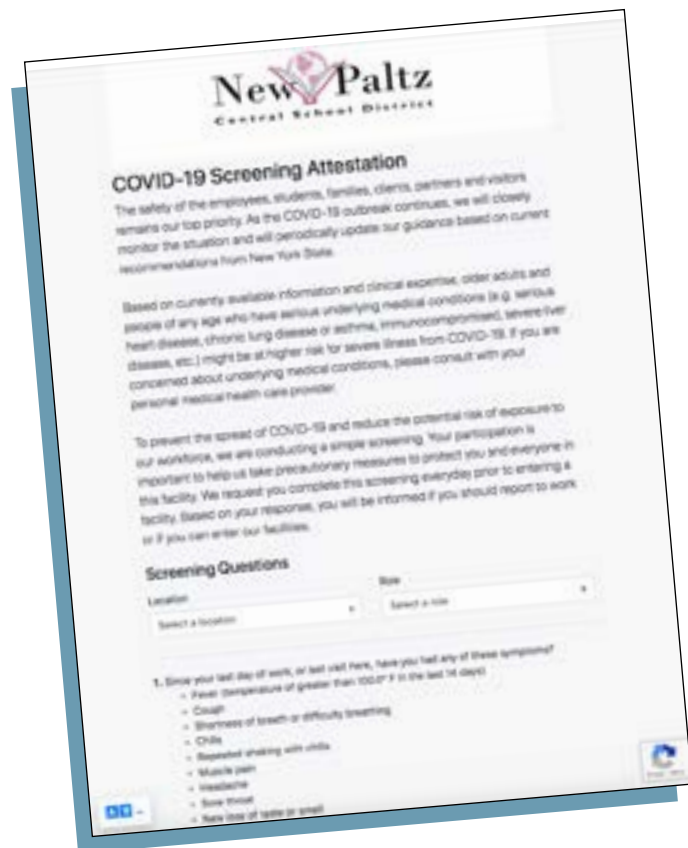 New Paltz
Central School District
COVID-19 Screening Attestation
The safety of the employees, students, families, clients, partners and visitors
remains our top priority. As the COVID-19 outbreak continues, we will closely
monitor the situation and will periodically update our guidance based on current
recommendations from New York State.
Based on currently available information and clinical expertise, older adults and
people of any age who have serious underlying medical conditions (e.g. serious
heart disease, chronic lung disease or asthma, immunocompromised, severe liver
disease, etc.) might be at higher risk for severe illness from COVID-19. If you are
concerned about underlying medical conditions, please consult with your
personal medical health care provider.
To prevent the spread of COVID-19 and reduce the potential risk of exposure to
our workforce, we are conducting a simple screening. Your participation is
important to help us take precautionary measures to protect you and everyone in
this facility. We request you complete this screening everyday prior to entering a
facility. Based on your response, you will be informed if you should report to work
or if you can enter our facilities.
Screening Questions
Location
Role
Select a location
Select a role
1. Since your last day of work, or last visit here, have you had any of these symptoms?
• Fever (temperature of greater than 100.0° F in the last 14 days)
• Cough
• Shortness of breath or difficulty breathing
• Chills
• Repeated shaking with chills
• Muscle pain
• Headache
• Sore throat
• New loss of taste or smell